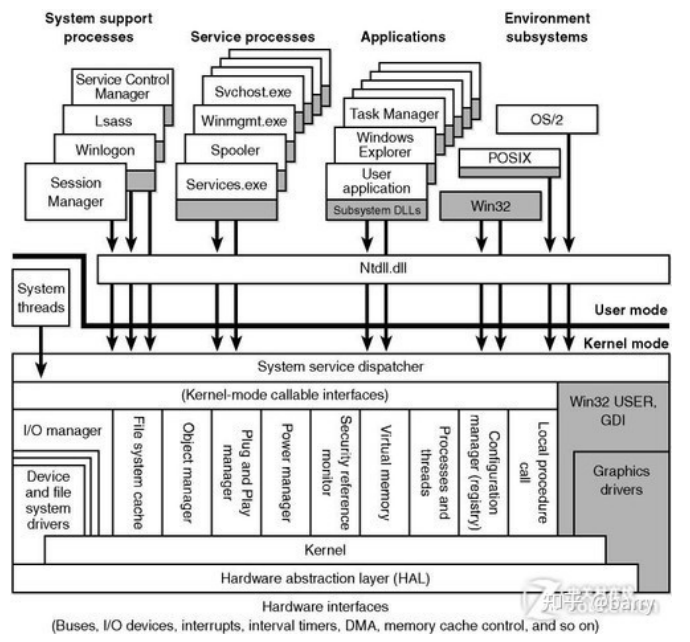 System support
processes
Service processes
Applications
Environment
subsystems
Service Control
Manager
Lsass
Winlogon
Session
Manager
Svchost.exe
Winmgmt.exe
Spooler
Services.exe
Task Manager
Windows
Explorer
User
application
Subsystem DLLs
OS/2
POSIX
Win32
Ntdll.dll
System
threads
User mode
Kernel mode
System service dispatcher
(Kernel-mode callable interfaces)
Win32 USER,
GDI
I/O manager
Device and file
system drivers
File system cache
Object manager
Plug and Play
manager
Power manager
Security reference
monitor
Virtual memory
Processes and
threads
Configuration
manager (registry)
Local procedure
call
Graphics
drivers
Kernel
Hardware abstraction layer (HAL)
知乎 @barry
Hardware interfaces
(Buses, I/O devices, interrupts, interval timers, DMA, memory cache control, and so on)